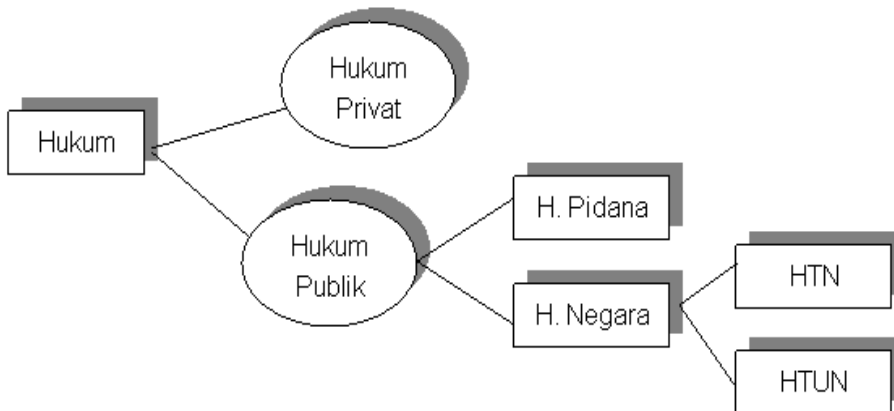 Hukum
Privat
Hukum
Hukum
Publik
H. Pidana
H. Negara
HTN
HTUN